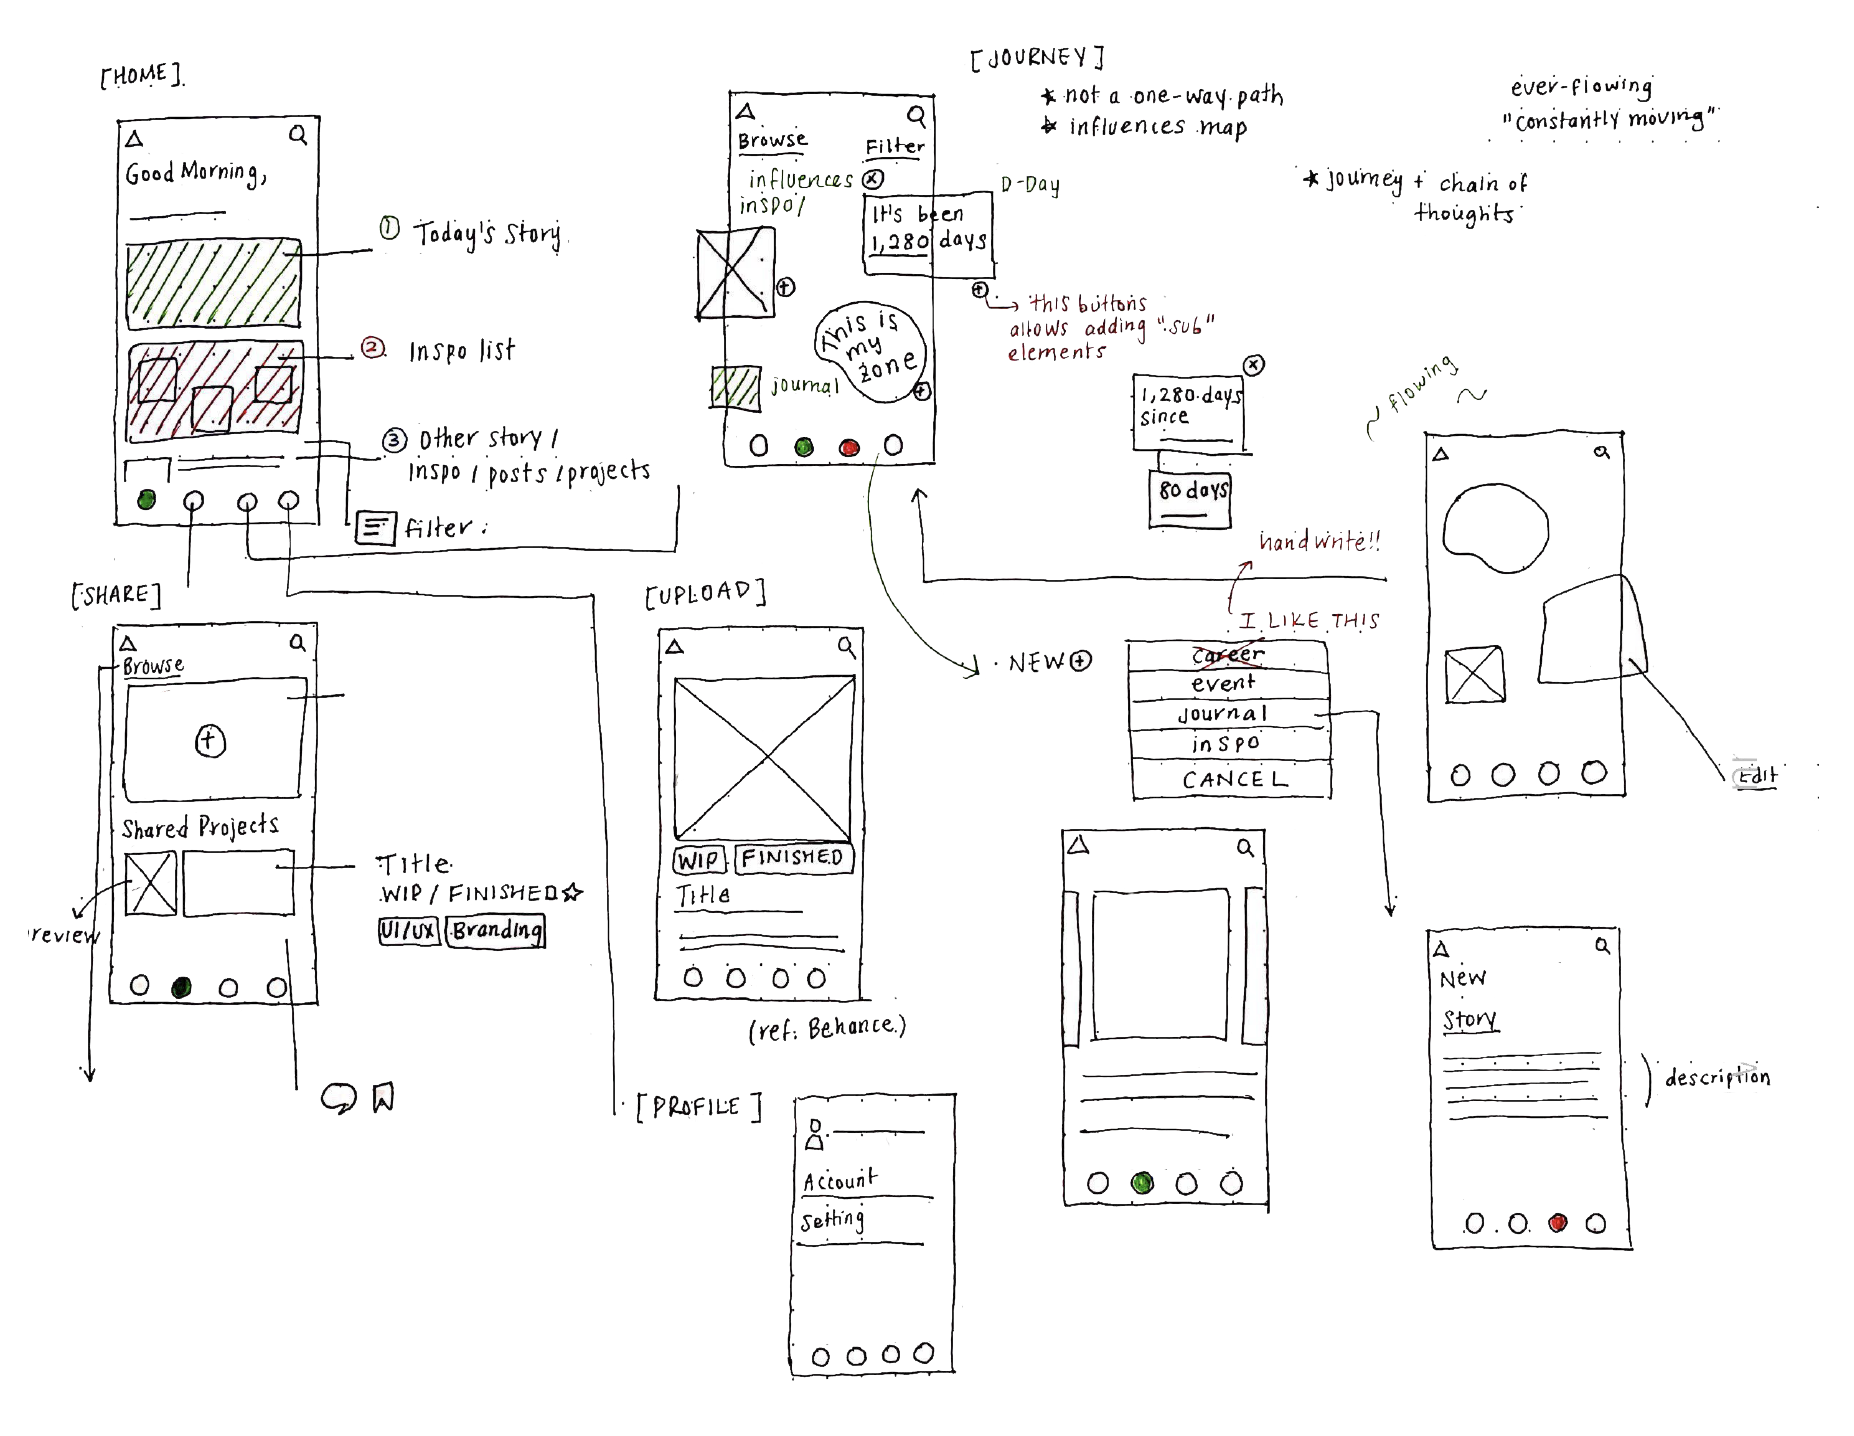 [HOME]
Good Morning,
① Today's Story
② Inspo list
③ Other story /
Inspo / posts / projects
filter :
[JOURNEY]
★ not a one-way path
★ influences map
ever-flowing
"constantly moving"
★ journey + chain of
thoughts
Browse
Filter
influences
inspo/
D-Day
It's been
1,280 days
this buttons
allows adding "sub"
elements
This is
my
zone
journal
1,280 days
since
80 days
~ flowing ~
Edit
[SHARE]
Browse
Shared Projects
Title
WIP / FINISHED ☆
UI/UX Branding
review
[UPLOAD]
WIP FINISHED
Title
(ref: Behance)
NEW
handwrite!!
I LIKE THIS
career
event
journal
inspo
CANCEL
[PROFILE]
Account
Setting
New
Story
description